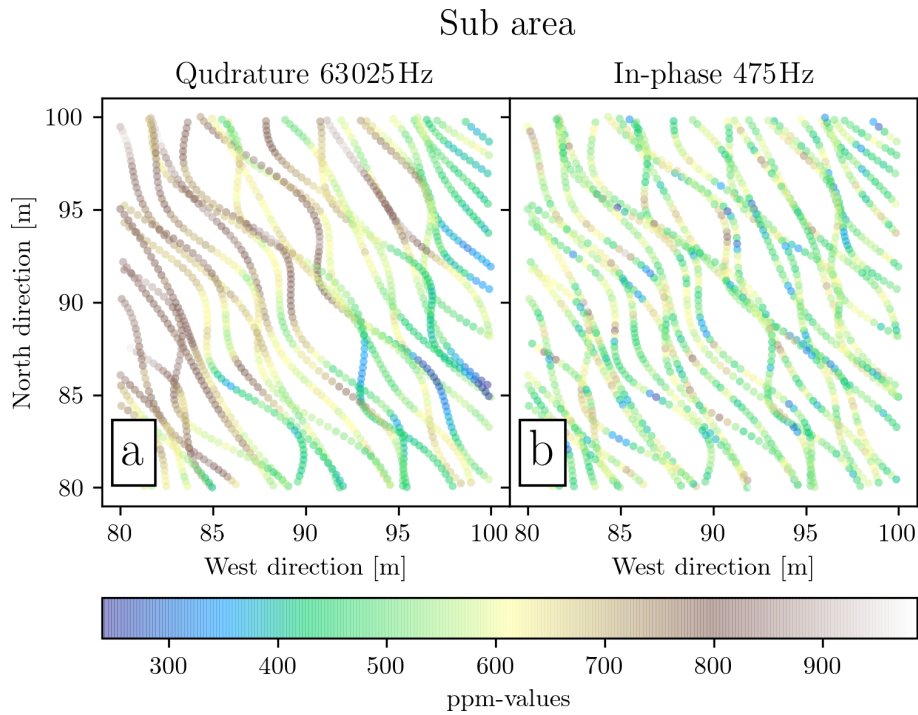 Sub area
Qudrature 63025Hz
In-phase 475Hz
North direction [m]
100
95
90
85
80
a
b
80 85 90 95 100
80 85 90 95 100
West direction [m]
West direction [m]
300 400 500 600 700 800 900
ppm-values